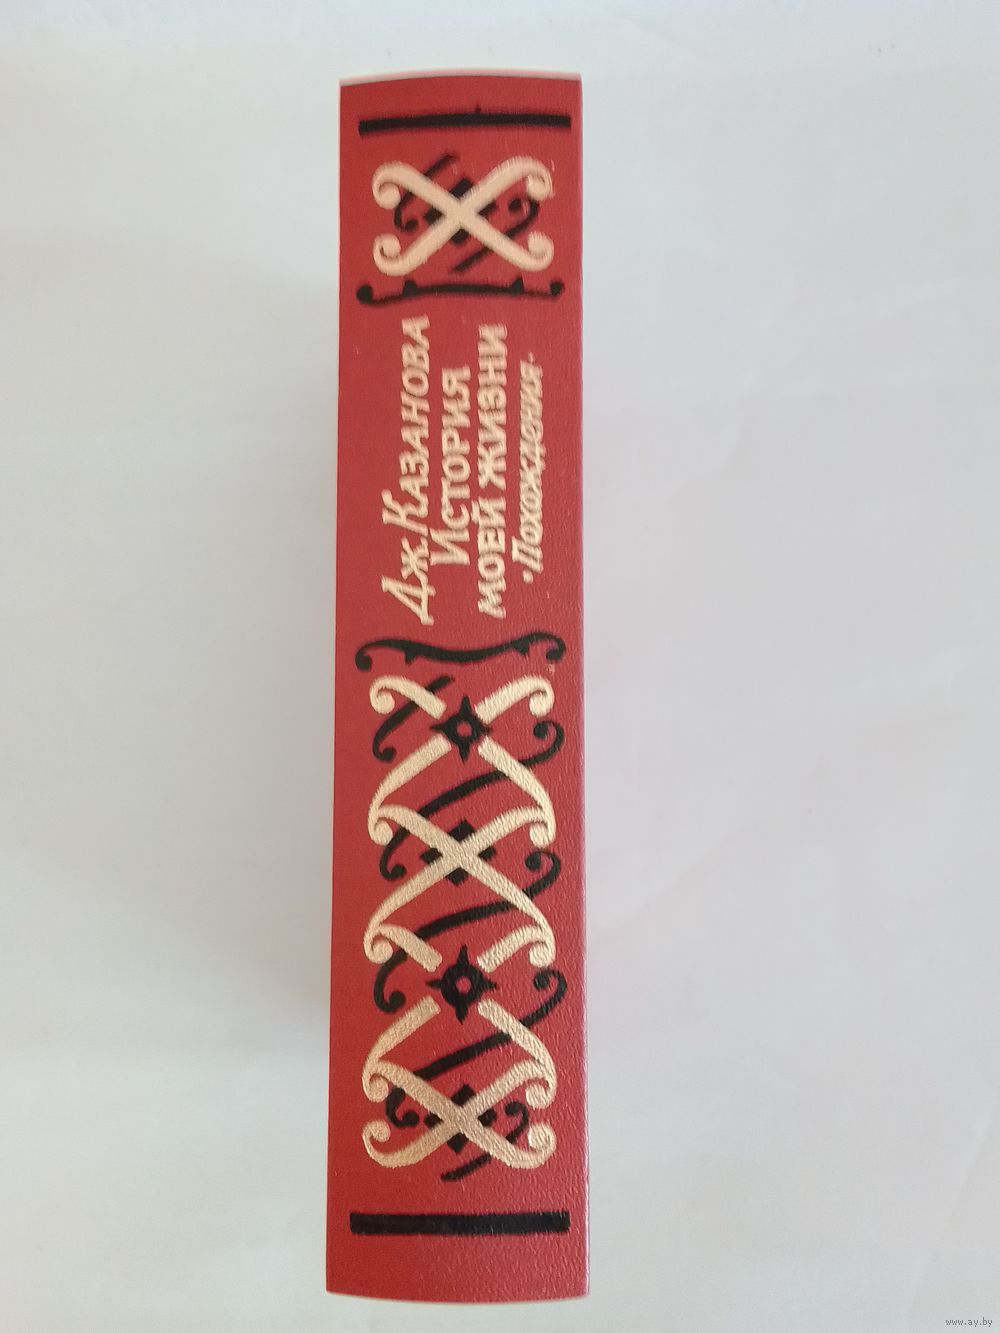 Дж. Казанова
История
моей жизни
·Похождения·
www.ay.by